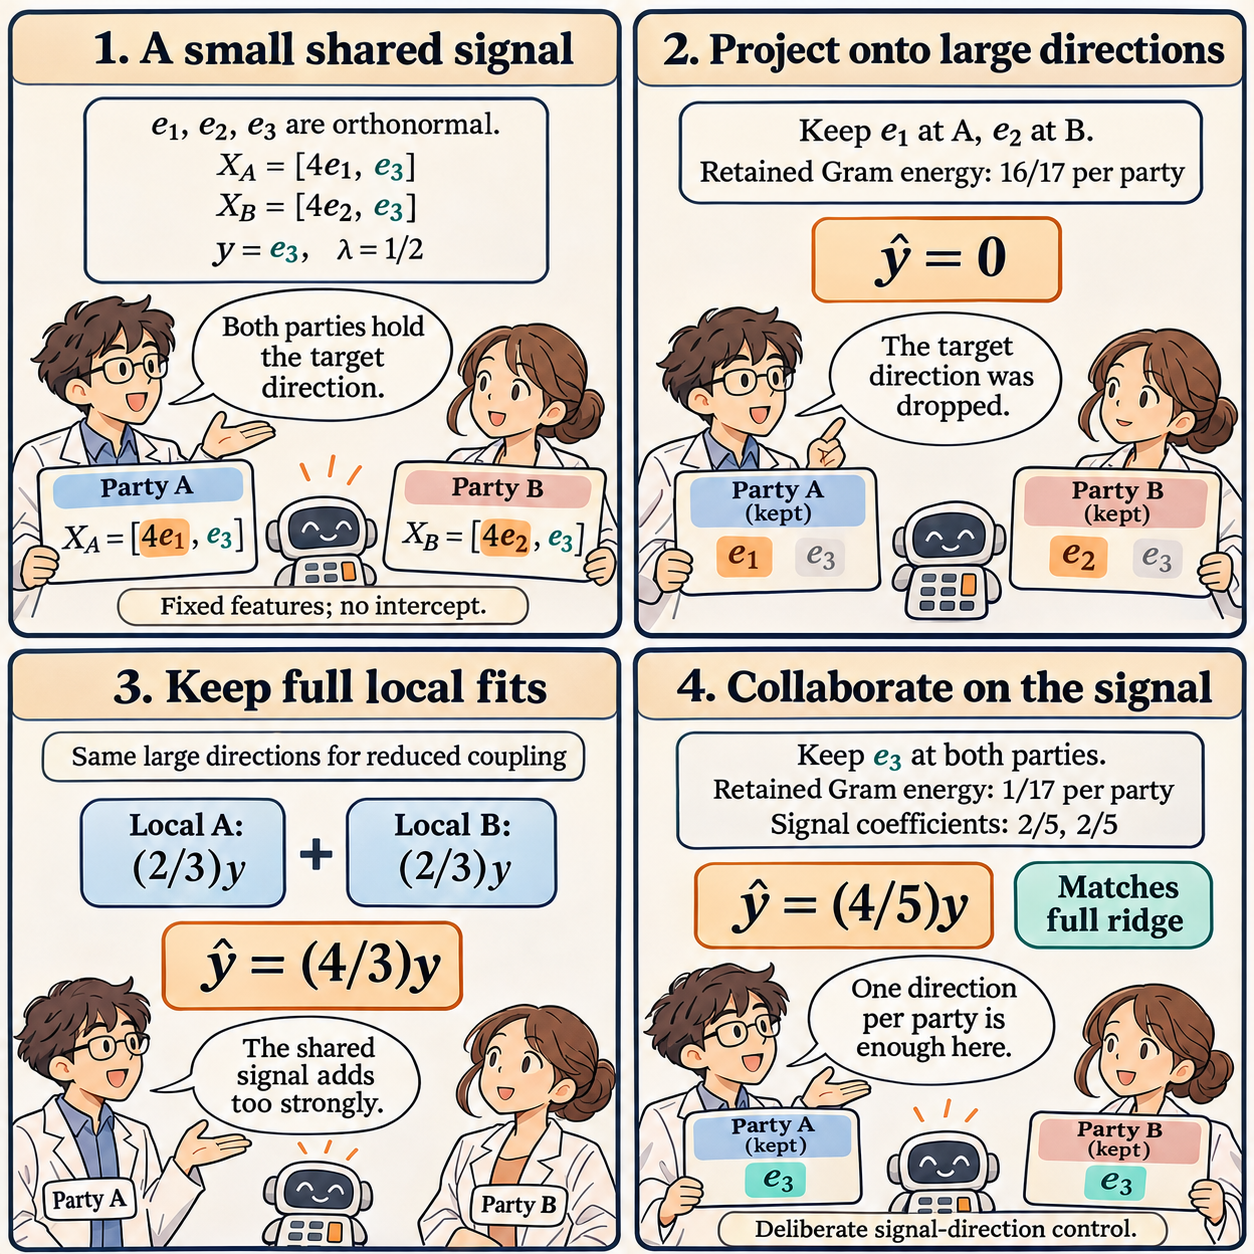 1. A small shared signal
e₁, e₂, e₃ are orthonormal.
X_A = [4e₁, e₃]
X_B = [4e₂, e₃]
y = e₃, λ = 1/2
Both parties hold
the target
direction.
Party A
X_A = [4e₁, e₃]
Party B
X_B = [4e₂, e₃]
Fixed features; no intercept.
2. Project onto large directions
Keep e₁ at A, e₂ at B.
Retained Gram energy: 16/17 per party
ŷ = 0
The target
direction was
dropped.
Party A
(kept)
e₁ e₃
Party B
(kept)
e₂ e₃
3. Keep full local fits
Same large directions for reduced coupling
Local A:
(2/3)y
+
Local B:
(2/3)y
ŷ = (4/3)y
The shared
signal adds
too strongly.
Party A
Party B
4. Collaborate on the signal
Keep e₃ at both parties.
Retained Gram energy: 1/17 per party
Signal coefficients: 2/5, 2/5
ŷ = (4/5)y
Matches
full ridge
One direction
per party is
enough here.
Party A
(kept)
e₃
Party B
(kept)
e₃
Deliberate signal-direction control.